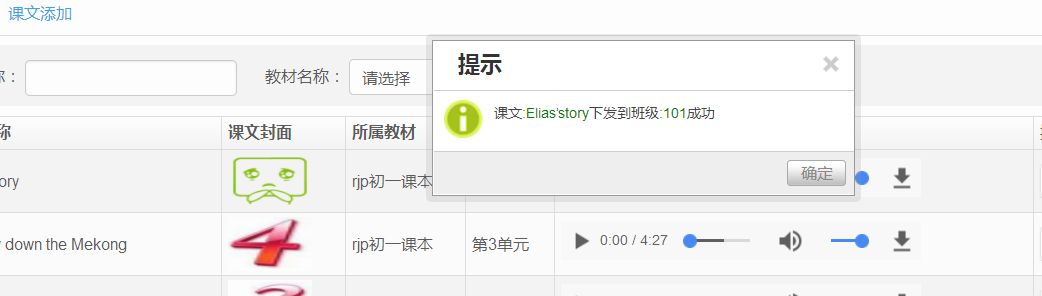 课文添加
提示
×
称：
教材名称：
请选择
课文:Elias'story下发到班级:101成功
确定
称
课文封面
所属教材
ory
rjp初一课本
down the Mekong
4
rjp初一课本
第3单元
0:00 / 4:27